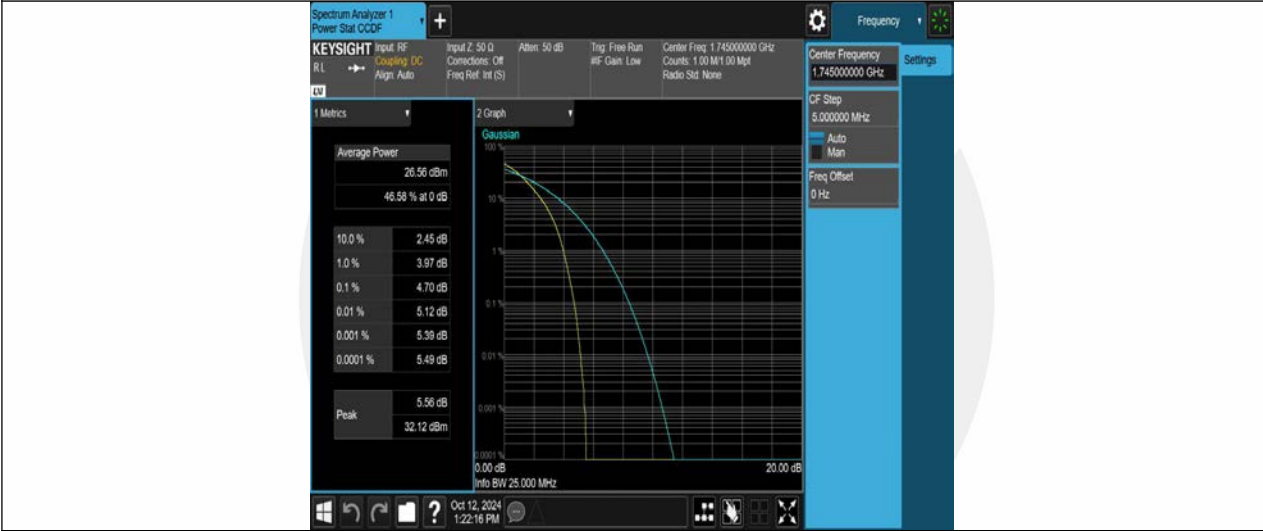 Spectrum Analyzer 1
Power Stat CCDF
Frequency
KEYSIGHT
RL
LV
Input: RF
Coupling: DC
Align: Auto
Input Z: 50 Ω
Corrections: Off
Freq Ref: Int (S)
Atten: 50 dB
Trig: Free Run
#IF Gain: Low
Center Freq: 1.745000000 GHz
Counts: 1.00 M/1.00 Mpt
Radio Std: None
Center Frequency
1.745000000 GHz
Settings
CF Step
5.000000 MHz
Auto
Man
Freq Offset
0 Hz
1 Metrics
Average Power
26.56 dBm
46.58 % at 0 dB
10.0 % 2.45 dB
1.0 % 3.97 dB
0.1 % 4.70 dB
0.01 % 5.12 dB
0.001 % 5.39 dB
0.0001 % 5.49 dB
Peak
5.56 dB
32.12 dBm
2 Graph
Gaussian
100 %
10 %
1 %
0.1 %
0.01 %
0.001 %
0.0001 %
0.00 dB 20.00 dB
Info BW 25.000 MHz
Oct 12, 2024
1:22:16 PM